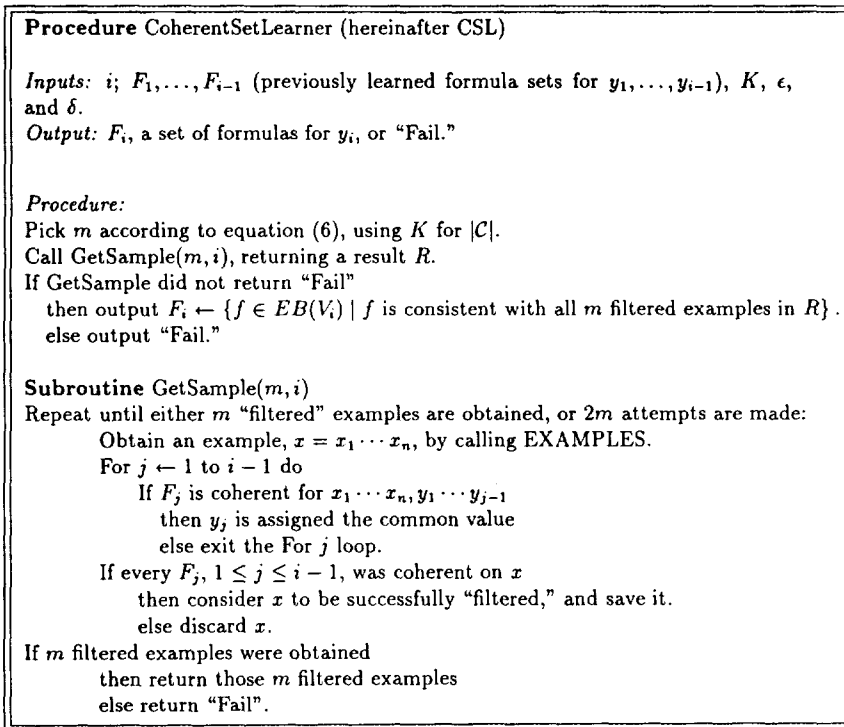 Procedure CoherentSetLearner (hereinafter CSL)
Inputs: i; F₁, . . . , Fᵢ₋₁ (previously learned formula sets for y₁, . . . , yᵢ₋₁), K, ϵ,
and δ.
Output: Fᵢ, a set of formulas for yᵢ, or “Fail.”
Procedure:
Pick m according to equation (6), using K for |𝒞|.
Call GetSample(m, i), returning a result R.
If GetSample did not return “Fail”
then output Fᵢ ← {f ∈ EB(Vᵢ) | f is consistent with all m filtered examples in R} .
else output “Fail.”
Subroutine GetSample(m, i)
Repeat until either m “filtered” examples are obtained, or 2m attempts are made:
Obtain an example, x = x₁ ⋯ xₙ, by calling EXAMPLES.
For j ← 1 to i − 1 do
If Fⱼ is coherent for x₁ ⋯ xₙ, y₁ ⋯ yⱼ₋₁
then yⱼ is assigned the common value
else exit the For j loop.
If every Fⱼ, 1 ≤ j ≤ i − 1, was coherent on x
then consider x to be successfully “filtered,” and save it.
else discard x.
If m filtered examples were obtained
then return those m filtered examples
else return “Fail”.